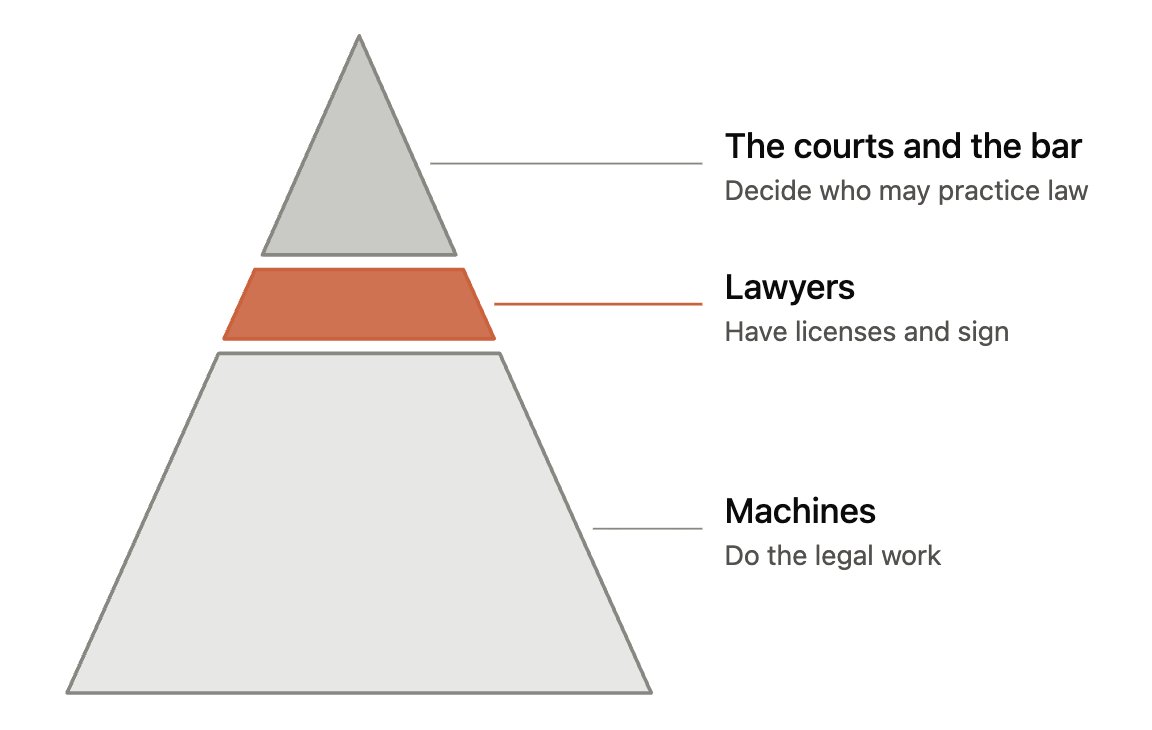 The courts and the bar
Decide who may practice law
Lawyers
Have licenses and sign
Machines
Do the legal work